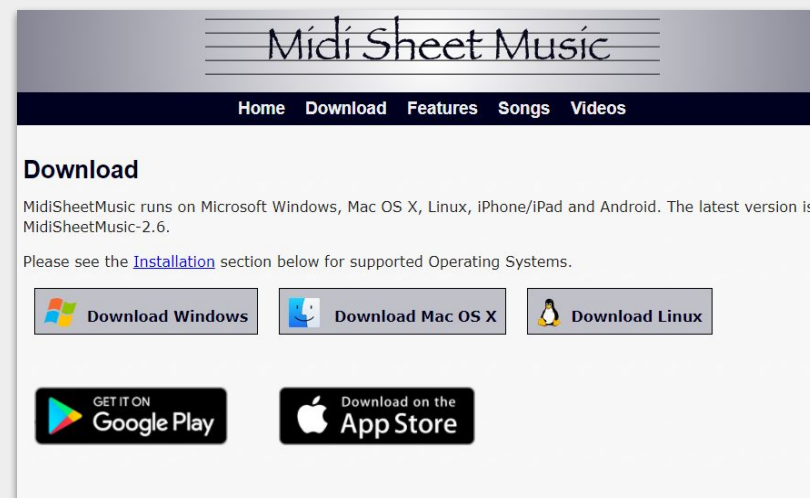 Midi Sheet Music
Home Download Features Songs Videos
Download
MidiSheetMusic runs on Microsoft Windows, Mac OS X, Linux, iPhone/iPad and Android. The latest version is
MidiSheetMusic-2.6.
Please see the Installation section below for supported Operating Systems.
Download Windows Download Mac OS X Download Linux
GET IT ON
Google Play
Download on the
App Store